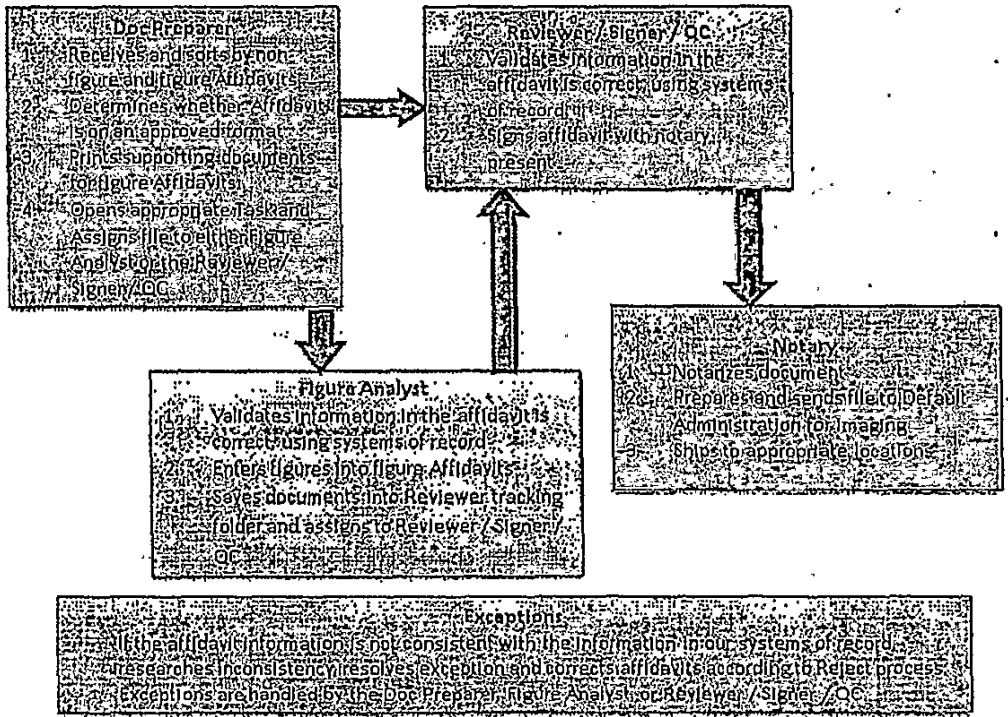 Doc Preparer
1. Receives and sorts by non
figure and figure Affidavits
2. Determines whether Affidavit
is on an approved format
3. Prints supporting documents
for figure Affidavits
4. Opens appropriate Task and
Assigns file to either Figure
Analyst or the Reviewer /
Signer / QC
Reviewer / Signer / QC
1. Validates information in the
affidavit is correct, using systems
of record
2. Signs affidavit with notary
present
Figure Analyst
1. Validates information in the affidavit is
correct using systems of record
2. Enters figures into figure Affidavits
3. Saves documents into Reviewer tracking
folder and assigns to Reviewer / Signer /
QC
Notary
1. Notarizes document
2. Prepares and sends file to Default
Administration for Imaging
3. Ships to appropriate locations
Exceptions
If the affidavit information is not consistent with the information in our systems of record,
researches inconsistency, resolves exception and corrects affidavits according to Reject process
Exceptions are handled by the Doc Preparer, Figure Analyst, or Reviewer / Signer / QC